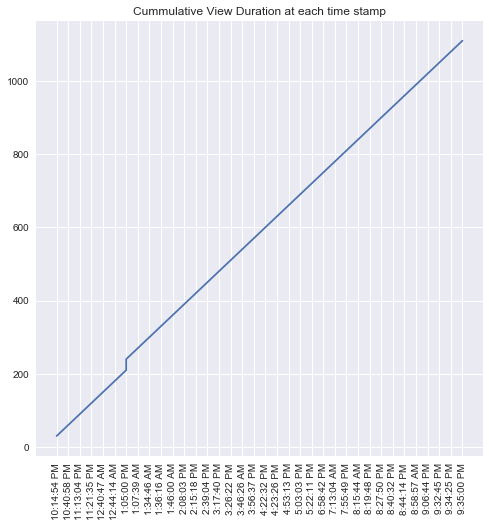 Cummulative View Duration at each time stamp
1000
800
600
400
200
0
10:14:54 PM
10:40:58 PM
11:13:04 PM
11:21:35 PM
12:40:47 AM
12:44:14 AM
1:05:00 PM
1:07:39 AM
1:34:46 AM
1:36:16 AM
1:46:00 AM
2:08:03 PM
2:15:18 PM
2:39:04 PM
3:17:40 PM
3:26:22 PM
3:46:26 AM
3:56:37 PM
4:22:32 PM
4:23:26 PM
4:53:13 PM
5:03:03 PM
6:22:11 PM
6:58:42 PM
7:13:04 AM
7:55:49 PM
8:15:44 AM
8:19:48 PM
8:27:50 PM
8:40:32 PM
8:44:14 PM
8:58:57 AM
9:06:44 PM
9:32:45 PM
9:34:25 PM
9:35:00 PM